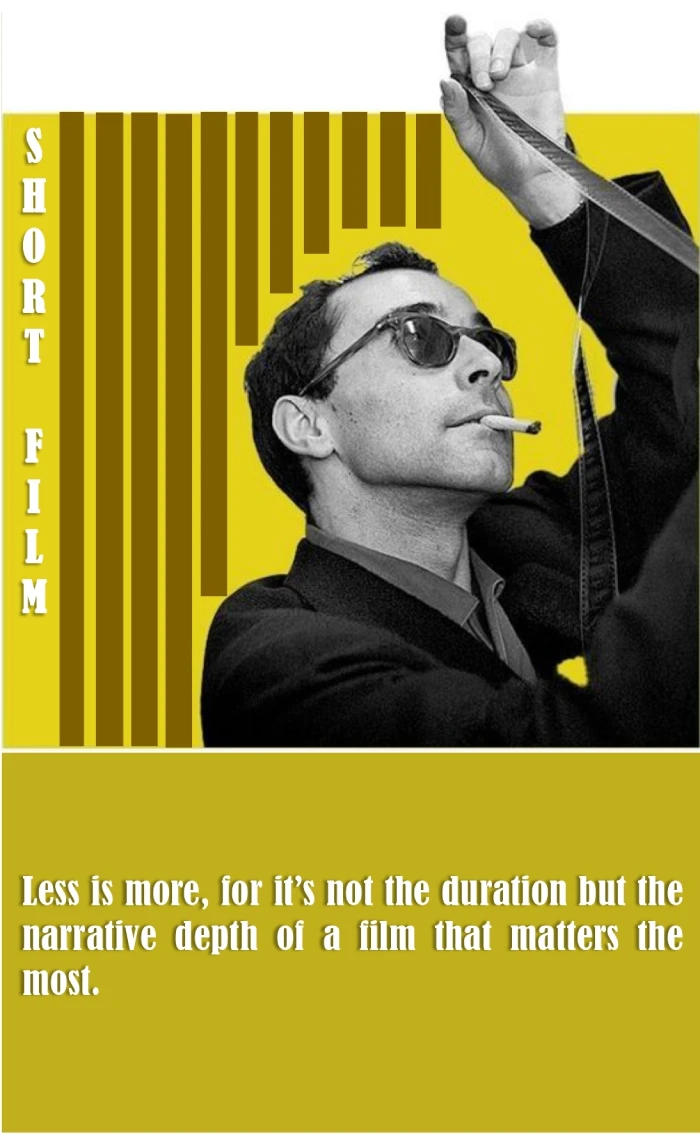 SHORT FILM
Less is more, for it's not the duration but the
narrative depth of a film that matters the
most.